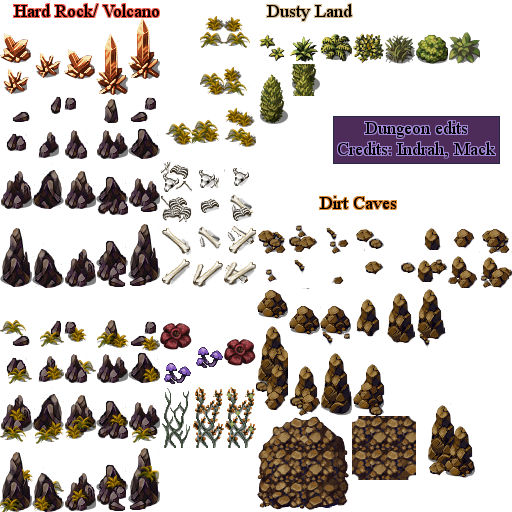 Hard Rock/ Volcano
Dusty Land
Dungeon edits
Credits: Indrah, Mack
Dirt Caves